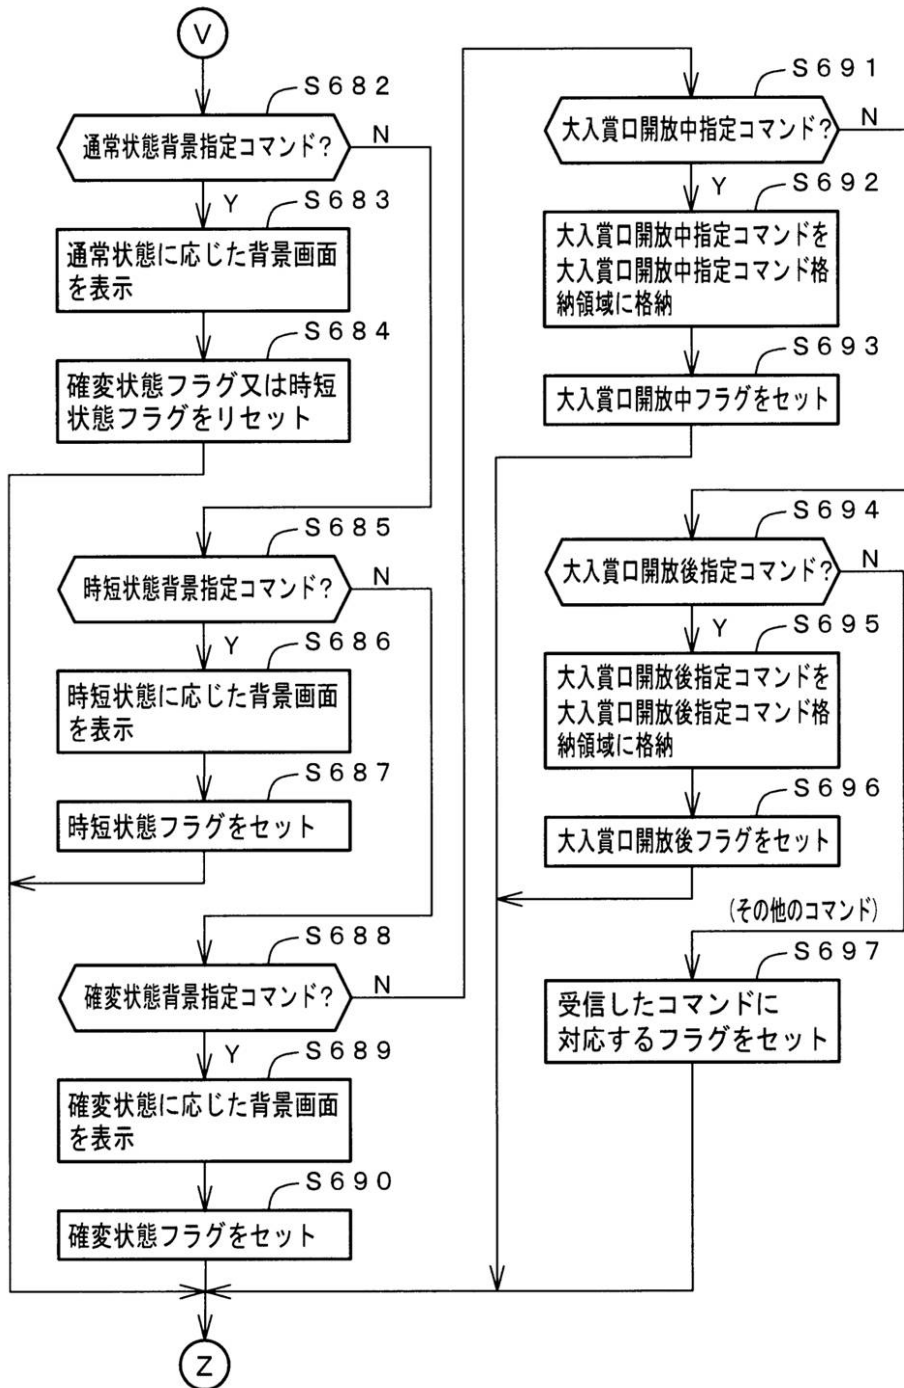 V
S682
通常状態背景指定コマンド?
N
Y
S683
通常状態に応じた背景画面
を表示
S684
確変状態フラグ又は時短
状態フラグをリセット
S685
時短状態背景指定コマンド?
N
Y
S686
時短状態に応じた背景画面
を表示
S687
時短状態フラグをセット
S688
確変状態背景指定コマンド?
N
Y
S689
確変状態に応じた背景画面
を表示
S690
確変状態フラグをセット
Z
S691
大入賞口開放中指定コマンド?
N
Y
S692
大入賞口開放中指定コマンドを
大入賞口開放中指定コマンド格
納領域に格納
S693
大入賞口開放中フラグをセット
S694
大入賞口開放後指定コマンド?
N
Y
S695
大入賞口開放後指定コマンドを
大入賞口開放後指定コマンド格
納領域に格納
S696
大入賞口開放後フラグをセット
(その他のコマンド)
S697
受信したコマンドに
対応するフラグをセット